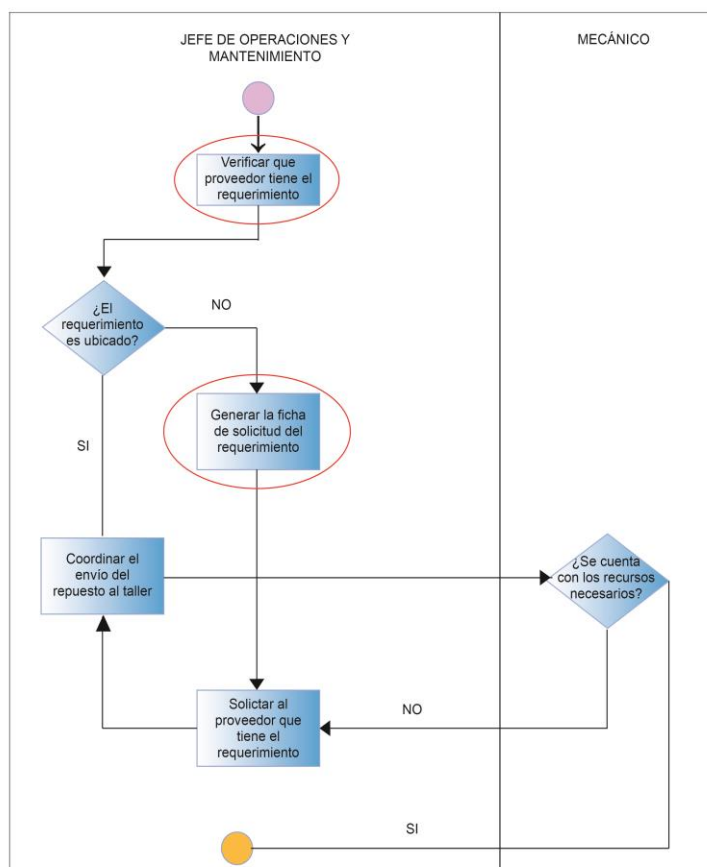 JEFE DE OPERACIONES Y
MANTENIMIENTO
MECÁNICO
Verificar que
proveedor tiene el
requerimiento
¿El
requerimiento
es ubicado?
NO
Generar la ficha
de solicitud del
requerimiento
SI
Coordinar el
envío del
repuesto al taller
¿Se cuenta
con los recursos
necesarios?
Solictar al
proveedor que
tiene el
requerimiento
NO
SI